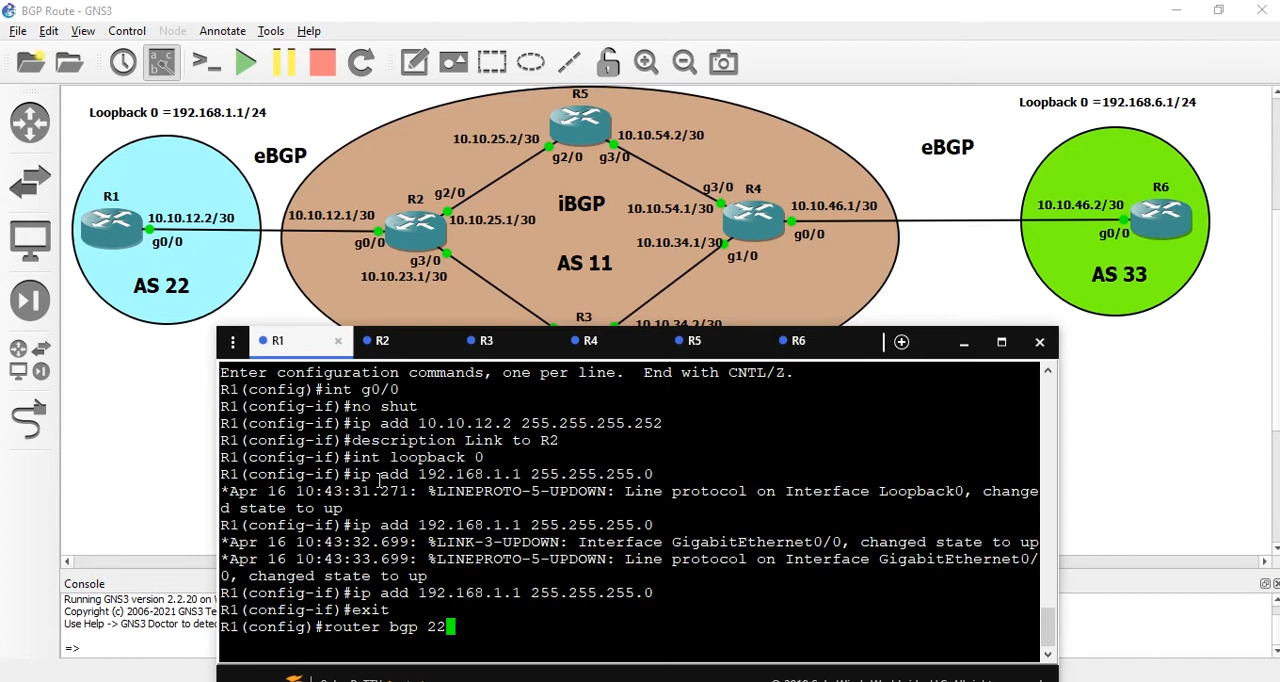 BGP Route - GNS3
File Edit View Control Node Annotate Tools Help
Loopback 0 =192.168.1.1/24
R5
Loopback 0 =192.168.6.1/24
eBGP
10.10.25.2/30
10.10.54.2/30
eBGP
g2/0 g3/0
R1
R2
g2/0
iBGP
g3/0
R4
R6
10.10.12.2/30
10.10.12.1/30
10.10.25.1/30
10.10.54.1/30
10.10.46.1/30
10.10.46.2/30
g0/0
g0/0
g3/0
10.10.34.1/30
g0/0
g0/0
AS 22
10.10.23.1/30
AS 11
g1/0
AS 33
R3
10.10.34.2/30
R1 R2 R3 R4 R5 R6
Enter configuration commands, one per line.  End with CNTL/Z.
R1(config)#int g0/0
R1(config-if)#no shut
R1(config-if)#ip add 10.10.12.2 255.255.255.252
R1(config-if)#description Link to R2
R1(config-if)#int loopback 0
R1(config-if)#ip add 192.168.1.1 255.255.255.0
*Apr 16 10:43:31.271: %LINEPROTO-5-UPDOWN: Line protocol on Interface Loopback0, change
d state to up
R1(config-if)#ip add 192.168.1.1 255.255.255.0
*Apr 16 10:43:32.699: %LINK-3-UPDOWN: Interface GigabitEthernet0/0, changed state to up
*Apr 16 10:43:33.699: %LINEPROTO-5-UPDOWN: Line protocol on Interface GigabitEthernet0/
0, changed state to up
R1(config-if)#ip add 192.168.1.1 255.255.255.0
R1(config-if)#exit
R1(config)#router bgp 22
Console
Running GNS3 version 2.2.20 on
Copyright (c) 2006-2021 GNS3 Te
Use Help -> GNS3 Doctor to detec
=>